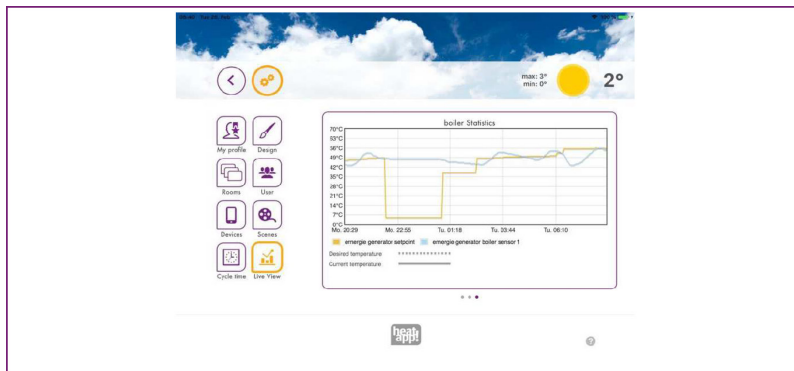 max: 3°
min: 0°
2°
My profile
Design
Rooms
User
Devices
Scenes
Cycle time
Live View
boiler Statistics
70°C
63°C
56°C
49°C
42°C
35°C
28°C
21°C
14°C
7°C
0°C
Mo. 20:29
Mo. 22:55
Tu. 01:18
Tu. 03:44
Tu. 06:10
emergie generator setpoint
emergie generator boiler sensor 1
Desired temperature
Current temperature
heat
app!
?